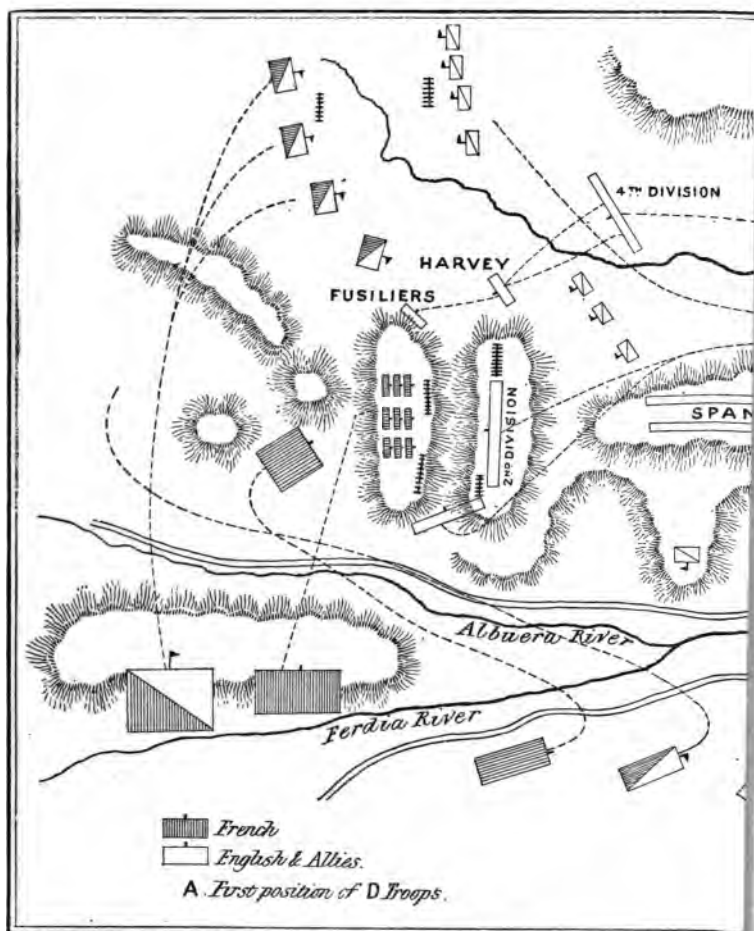 4TH DIVISION
HARVEY
FUSILIERS
2ND DIVISION
SPAN
Albuera River
Ferdia River
French
English & Allies.
A. First position of D Troops.